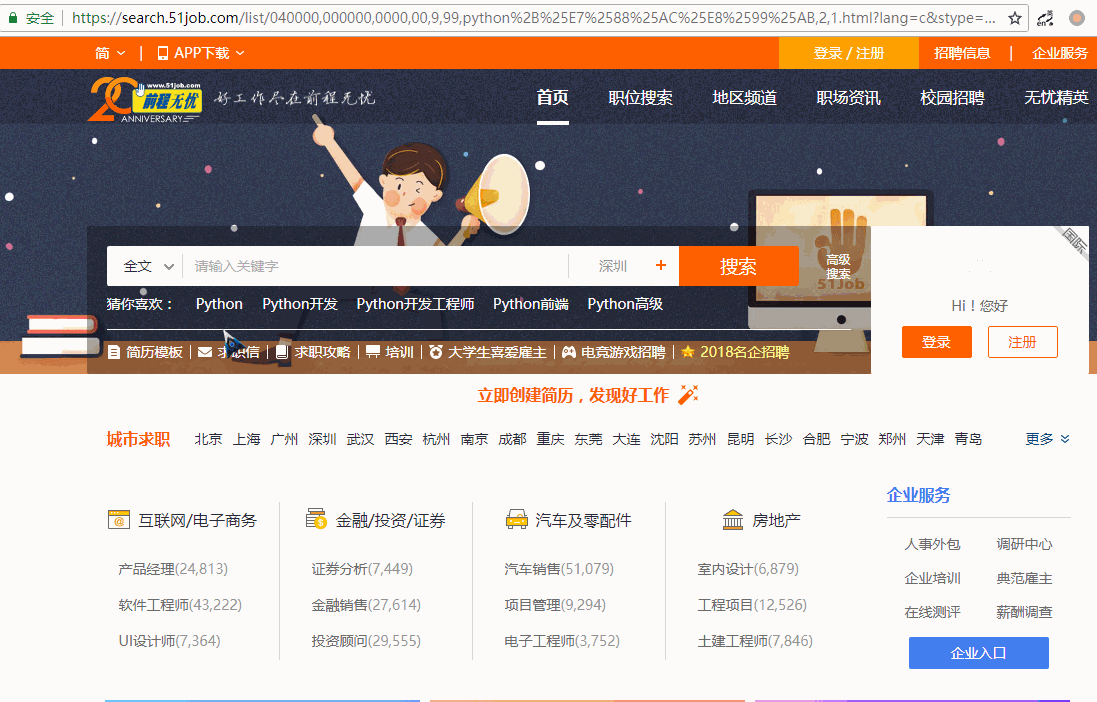 安全 https://search.51job.com/list/040000,000000,0000,00,9,99,python%2B%25E7%2588%25AC%25E8%2599%25AB,2,1.html?lang=c&stype=...
简 | APP下载 登录 / 注册 招聘信息 | 企业服务
20 www.51job.com 前程无忧 ANNIVERSARY 好工作尽在前程无忧
首页 职位搜索 地区频道 职场资讯 校园招聘 无忧精英
国际
全文 请输入关键字 深圳 + 搜索 高级
搜索
51Job
猜你喜欢： Python Python开发 Python开发工程师 Python前端 Python高级
Hi！您好
登录 注册
简历模板 | 求职信 | 求职攻略 | 培训 | 大学生喜爱雇主 | 电竞游戏招聘 | 2018名企招聘
立即创建简历，发现好工作
城市求职 北京 上海 广州 深圳 武汉 西安 杭州 南京 成都 重庆 东莞 大连 沈阳 苏州 昆明 长沙 合肥 宁波 郑州 天津 青岛 更多
互联网/电子商务 金融/投资/证券 汽车及零配件 房地产
产品经理(24,813) 证券分析(7,449) 汽车销售(51,079) 室内设计(6,879)
软件工程师(43,222) 金融销售(27,614) 项目管理(9,294) 工程项目(12,526)
UI设计师(7,364) 投资顾问(29,555) 电子工程师(3,752) 土建工程师(7,846)
企业服务
人事外包 调研中心
企业培训 典范雇主
在线测评 薪酬调查
企业入口